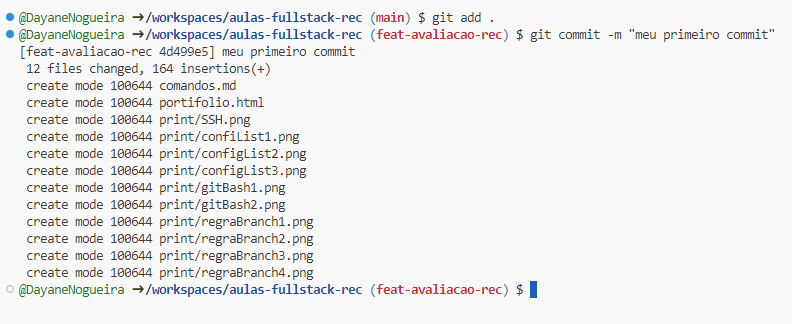 @DayaneNogueira ➜/workspaces/aulas-fullstack-rec (main) $ git add .
@DayaneNogueira ➜/workspaces/aulas-fullstack-rec (feat-avaliacao-rec) $ git commit -m "meu primeiro commit"
[feat-avaliacao-rec 4d499e5] meu primeiro commit
12 files changed, 164 insertions(+)
create mode 100644 comandos.md
create mode 100644 portifolio.html
create mode 100644 print/SSH.png
create mode 100644 print/confiList1.png
create mode 100644 print/configList2.png
create mode 100644 print/configList3.png
create mode 100644 print/gitBash1.png
create mode 100644 print/gitBash2.png
create mode 100644 print/regraBranch1.png
create mode 100644 print/regraBranch2.png
create mode 100644 print/regraBranch3.png
create mode 100644 print/regraBranch4.png
@DayaneNogueira ➜/workspaces/aulas-fullstack-rec (feat-avaliacao-rec) $